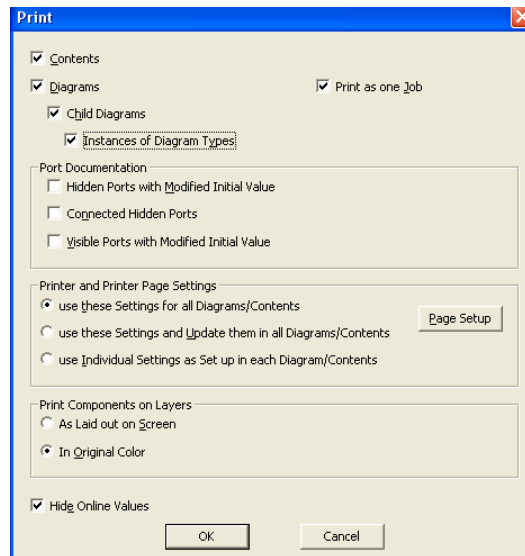 Print
Contents
Diagrams
Print as one Job
Child Diagrams
Instances of Diagram Types
Port Documentation
Hidden Ports with Modified Initial Value
Connected Hidden Ports
Visible Ports with Modified Initial Value
Printer and Printer Page Settings
use these Settings for all Diagrams/Contents
Page Setup
use these Settings and Update them in all Diagrams/Contents
use Individual Settings as Set up in each Diagram/Contents
Print Components on Layers
As Laid out on Screen
In Original Color
Hide Online Values
OK
Cancel